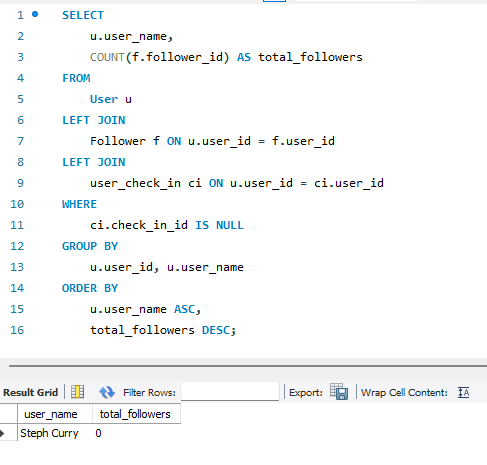 1 SELECT
2 u.user_name,
3 COUNT(f.follower_id) AS total_followers
4 FROM
5 User u
6 LEFT JOIN
7 Follower f ON u.user_id = f.user_id
8 LEFT JOIN
9 user_check_in ci ON u.user_id = ci.user_id
10 WHERE
11 ci.check_in_id IS NULL
12 GROUP BY
13 u.user_id, u.user_name
14 ORDER BY
15 u.user_name ASC,
16 total_followers DESC;
Result Grid Filter Rows: Export: Wrap Cell Content: IA
user_name total_followers
Steph Curry 0